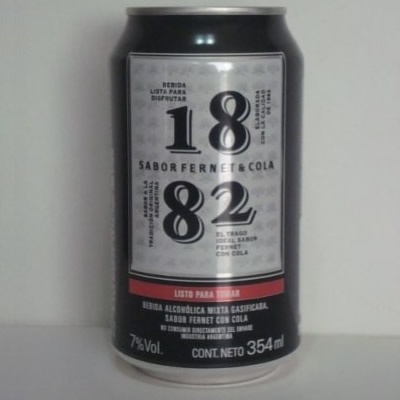 BEBIDA
LISTA PARA
DISFRUTAR
ELABORADA
CON LA CALIDAD
DE 1882
18
SABOR FERNET & COLA
82
SABOR A LA
TRADICIÓN ORIGINAL
ARGENTINA
EL TRAGO
IDEAL SABOR
FERNET
CON COLA
LISTO PARA TOMAR
BEBIDA ALCOHÓLICA MIXTA GASIFICADA.
SABOR FERNET CON COLA
NO CONSUMIR DIRECTAMENTE DEL ENVASE
INDUSTRIA ARGENTINA
7%Vol. CONT. NETO 354 ml